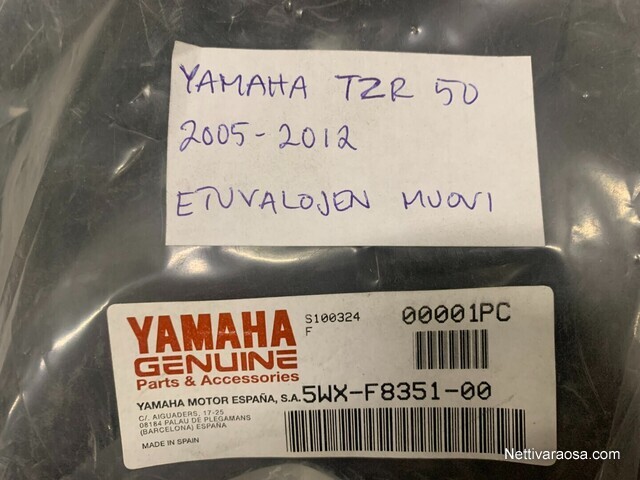 YAMAHA TZR 50
2005-2012
ETUVALOJEN MUOVI
YAMAHA
GENUINE
Parts & Accessories
S100324
F
00001PC
YAMAHA MOTOR ESPAÑA, S.A.
5WX-F8351-00
C/. AIGUADERS, 17-25
08184 PALAU DE PLEGAMANS
(BARCELONA) ESPAÑA
MADE IN SPAIN
Nettivaraosa.com